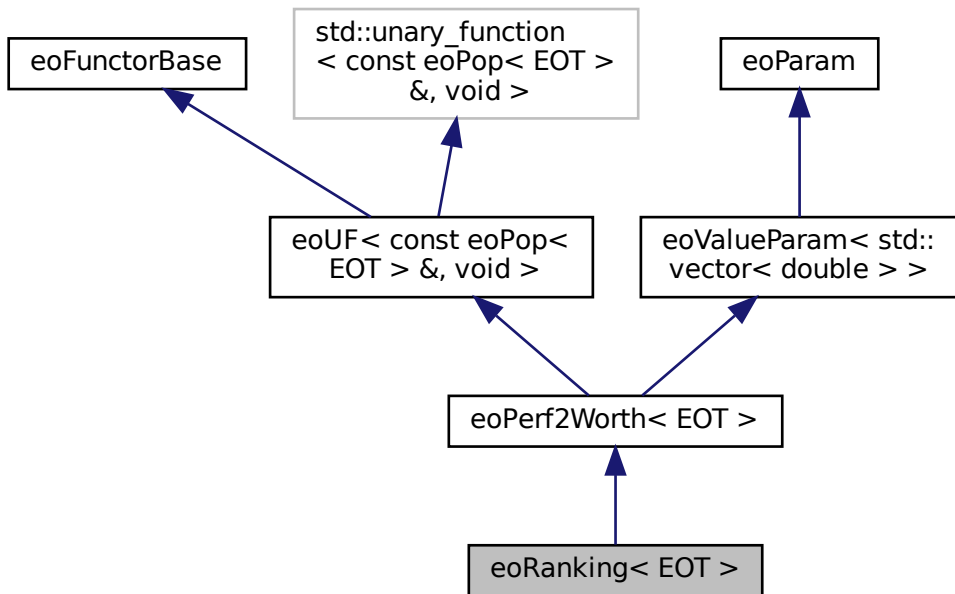 eoFunctorBase
std::unary_function
< const eoPop< EOT >
&, void >
eoParam
eoUF< const eoPop<
EOT > &, void >
eoValueParam< std::
vector< double > >
eoPerf2Worth< EOT >
eoRanking< EOT >